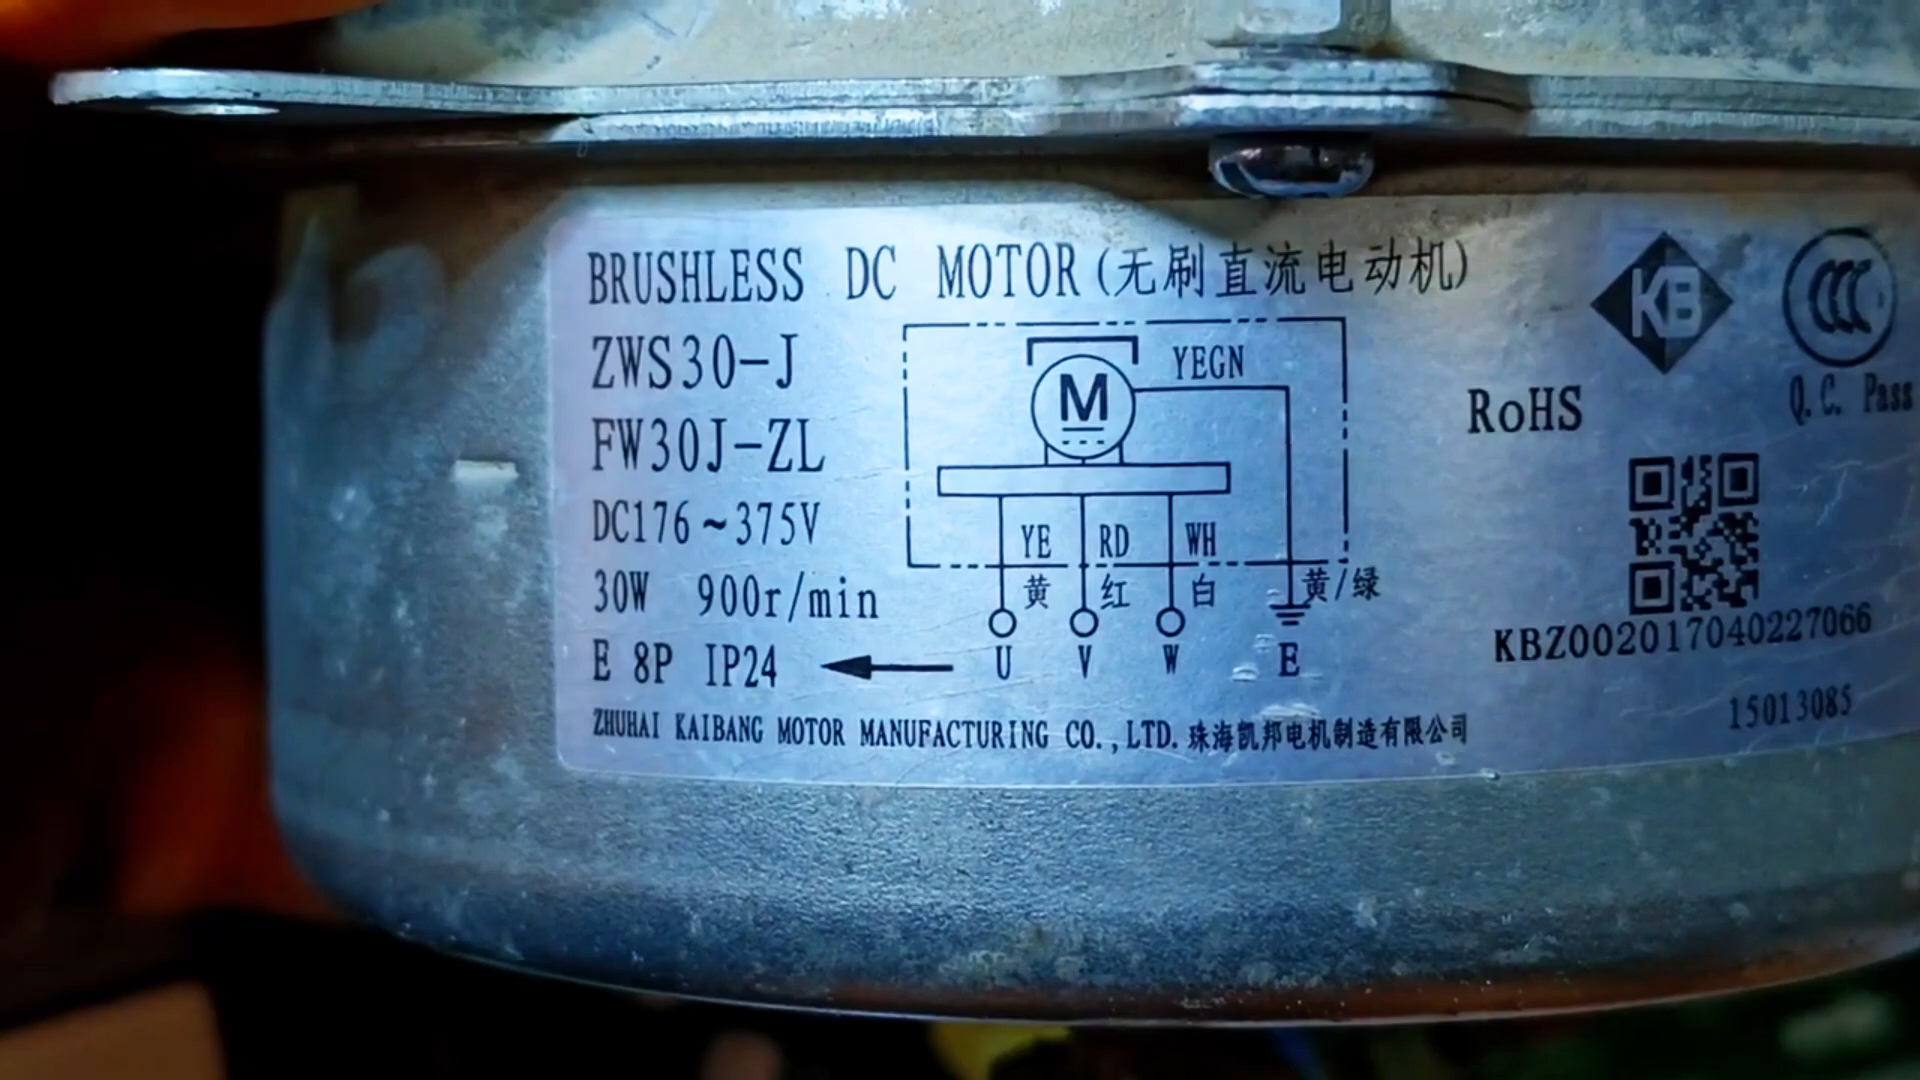 BRUSHLESS DC MOTOR(无刷直流电动机)
ZWS30-J
FW30J-ZL
DC176~375V
30W 900r/min
E 8P IP24
M
YEGN
YE RD WH
黄 红 白 黄/绿
U V W E
ZHUHAI KAIBANG MOTOR MANUFACTURING CO.,LTD.珠海凯邦电机制造有限公司
KB
CCC
RoHS
Q.C. Pass
KBZ002017040227066
15013085